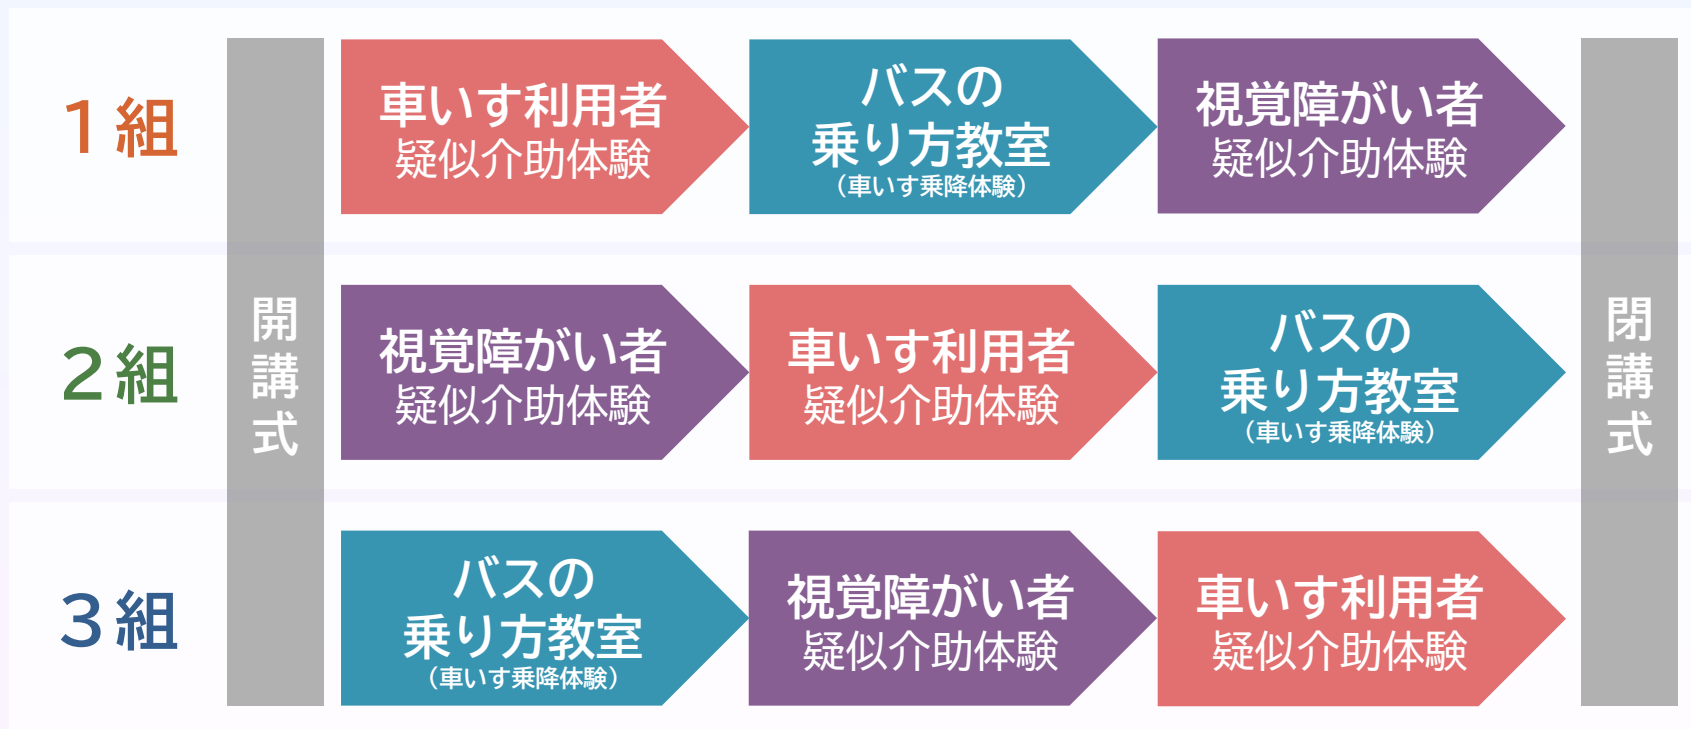 1組
開講式
車いす利用者
疑似介助体験
バスの
乗り方教室
（車いす乗降体験）
視覚障がい者
疑似介助体験
閉講式
2組
視覚障がい者
疑似介助体験
車いす利用者
疑似介助体験
バスの
乗り方教室
（車いす乗降体験）
3組
バスの
乗り方教室
（車いす乗降体験）
視覚障がい者
疑似介助体験
車いす利用者
疑似介助体験